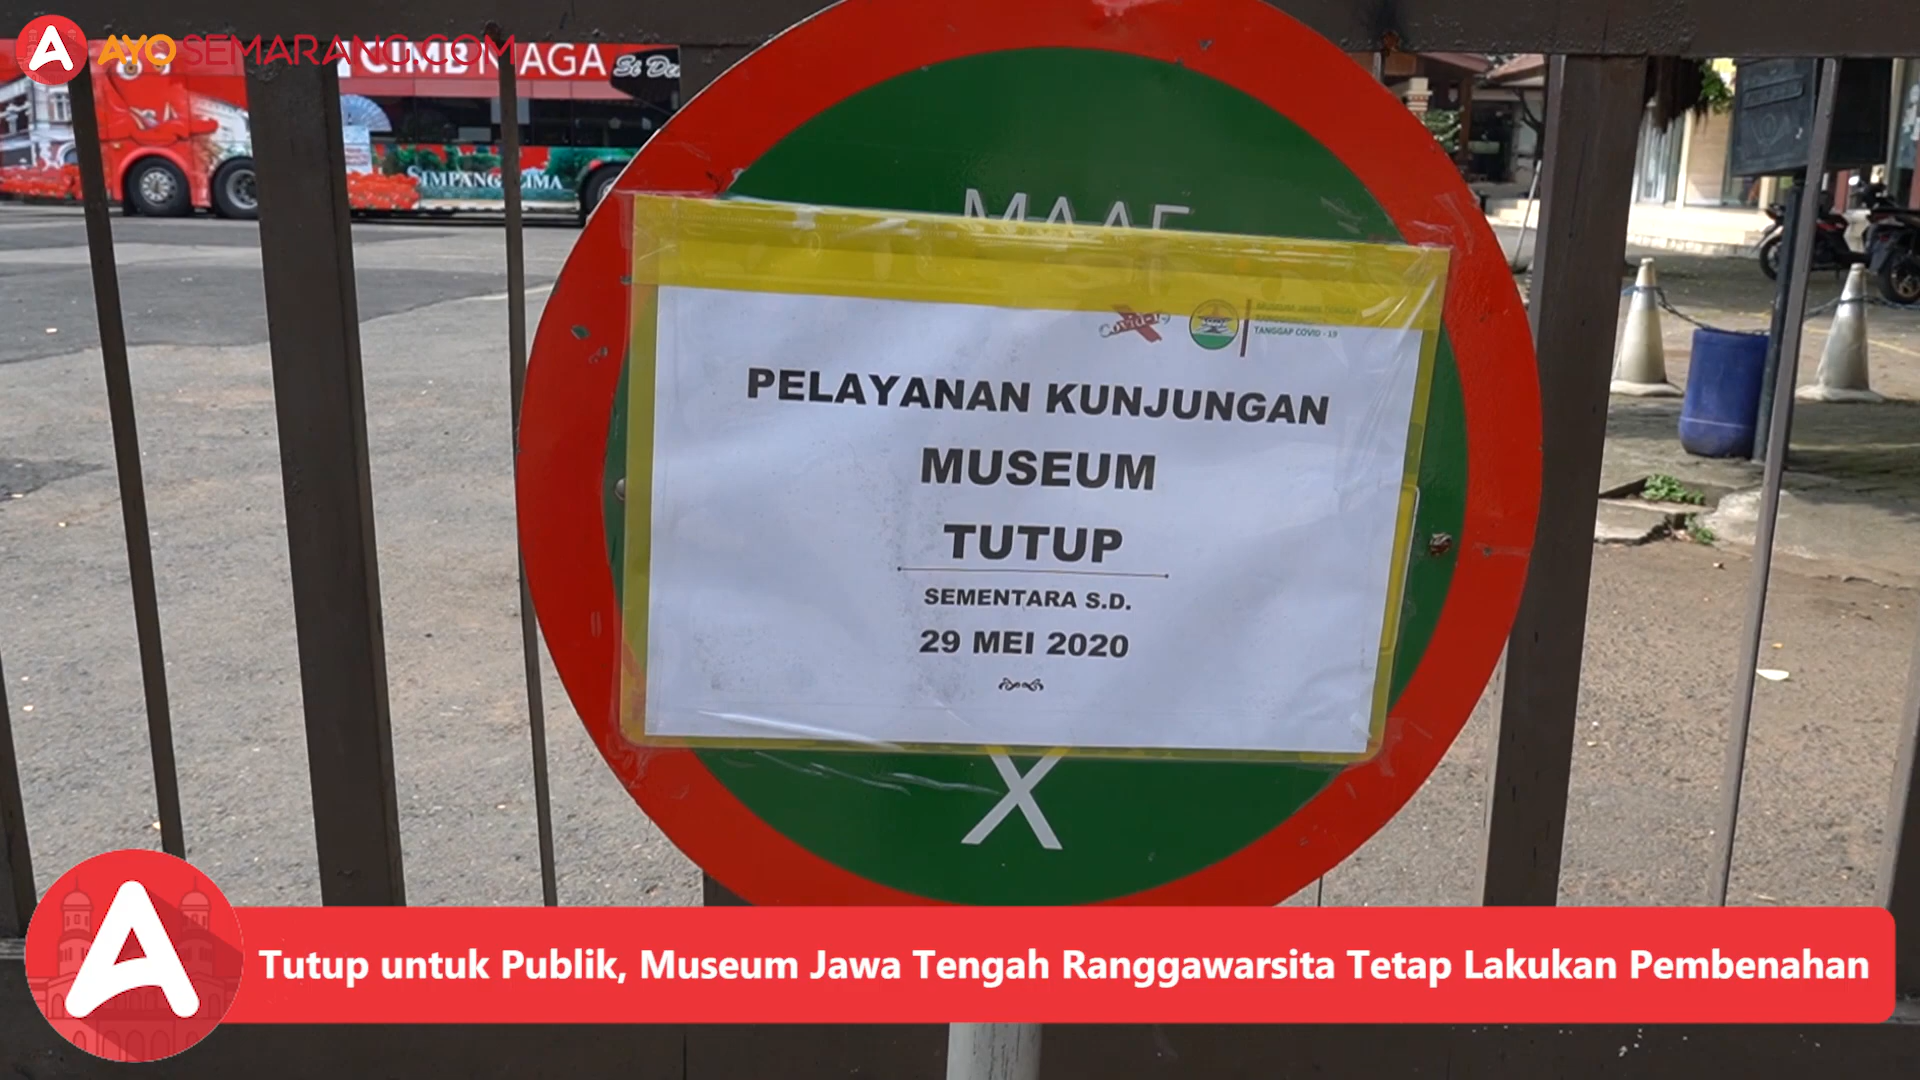 A AYOSEMARANG.COM
CIMB NIAGA
SIMPANG LIMA
MAAF
TANGGAP COVID - 19
PELAYANAN KUNJUNGAN
MUSEUM
TUTUP
SEMENTARA S.D.
29 MEI 2020
X
A
Tutup untuk Publik, Museum Jawa Tengah Ranggawarsita Tetap Lakukan Pembenahan